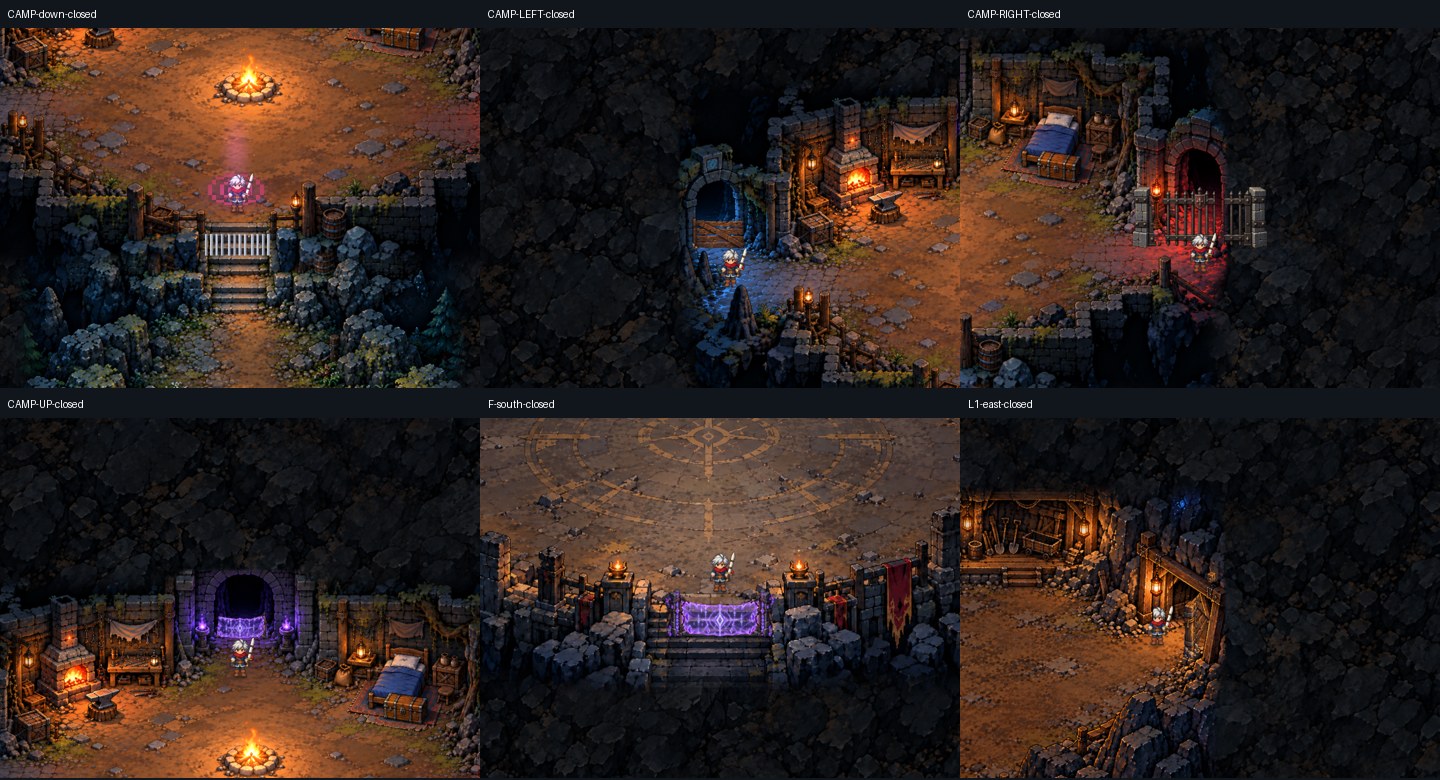 CAMP-down-closed
CAMP-LEFT-closed
CAMP-RIGHT-closed
CAMP-UP-closed
F-south-closed
L1-east-closed